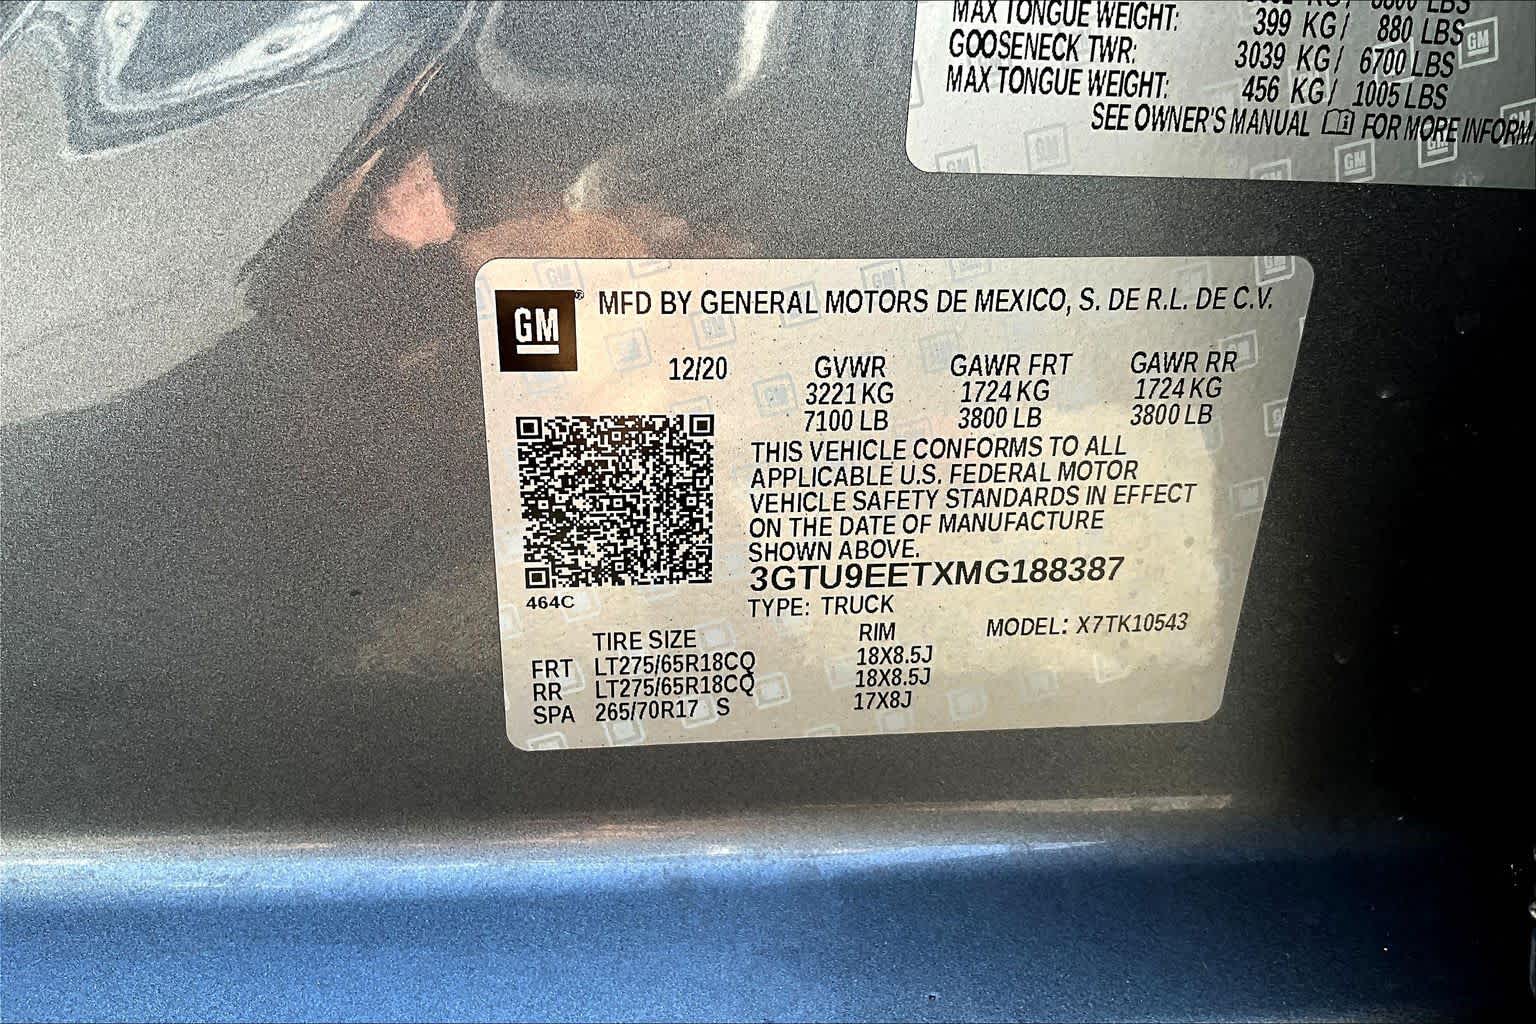 MAX TONGUE WEIGHT: 399 KG/ 880 LBS
GOOSENECK TWR: 3039 KG/ 6700 LBS
MAX TONGUE WEIGHT: 456 KG/ 1005 LBS
SEE OWNER'S MANUAL FOR MORE
GM
MFD BY GENERAL MOTORS DE MEXICO, S. DE R.L. DE C.V.
12/20 GVWR GAWR FRT GAWR RR
3221 KG 1724 KG 1724 KG
7100 LB 3800 LB 3800 LB
THIS VEHICLE CONFORMS TO ALL
APPLICABLE U.S. FEDERAL MOTOR
VEHICLE SAFETY STANDARDS IN EFFECT
ON THE DATE OF MANUFACTURE
SHOWN ABOVE.
3GTU9EETXMG188387
464C
TYPE: TRUCK
MODEL: X7TK10543
TIRE SIZE RIM
FRT LT275/65R18CQ 18X8.5J
RR LT275/65R18CQ 18X8.5J
SPA 265/70R17 S 17X8J